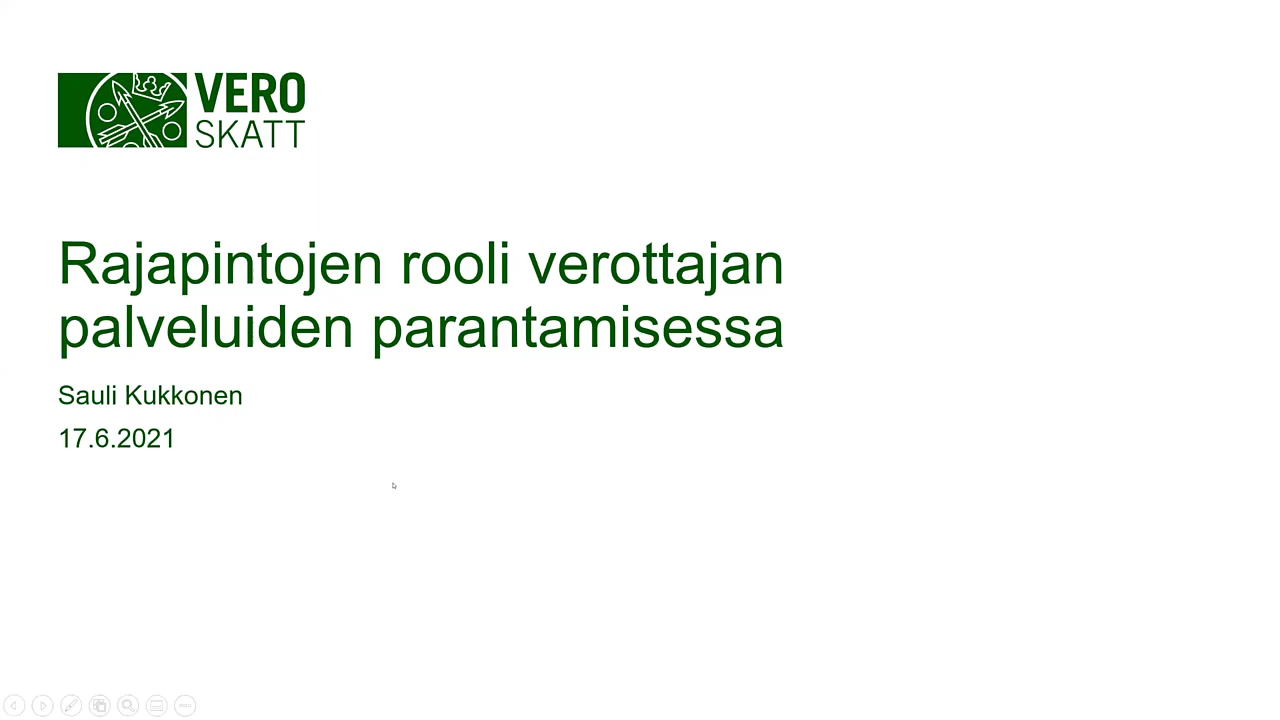 VERO
SKATT
Rajapintojen rooli verottajan
palveluiden parantamisessa
Sauli Kukkonen
17.6.2021